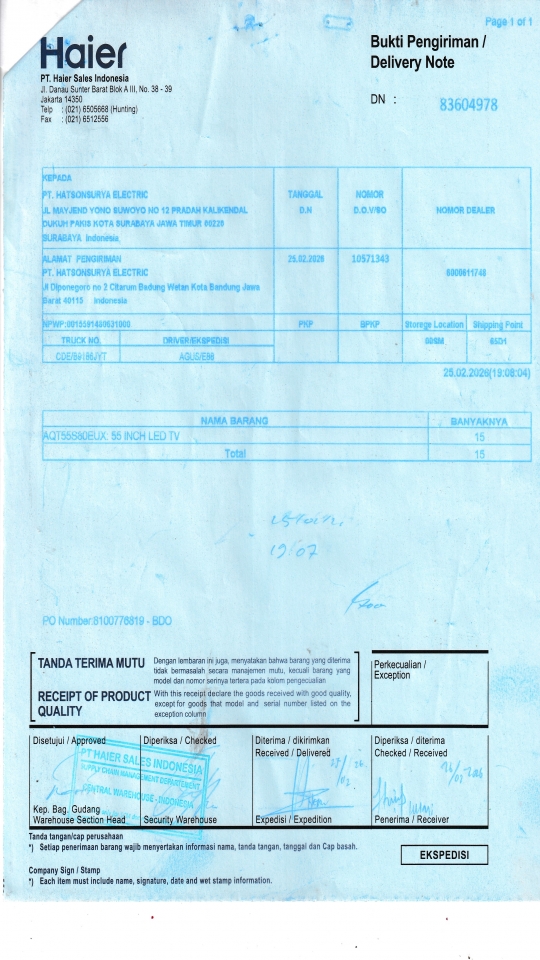 Page 1 of 1
Haier
PT. Haier Sales Indonesia
Jl. Danau Sunter Barat Blok A III, No. 38 - 39
Jakarta 14350
Telp : (021) 6505668 (Hunting)
Fax : (021) 6512556
Bukti Pengiriman /
Delivery Note
DN : 83604978
KEPADA
PT. HATSONSURYA ELECTRIC
JL MAYJEND YONO SUWOYO NO 12 PRADAH KALIKENDAL
DUKUH PAKIS KOTA SURABAYA JAWA TIMUR 60226
SURABAYA Indonesia
TANGGAL
D.N
NOMOR
D.O.V/SO
NOMOR DEALER
ALAMAT PENGIRIMAN
PT. HATSONSURYA ELECTRIC
Jl Diponegoro no 2 Citarum Badung Wetan Kota Bandung Jawa
Barat 40115 Indonesia
25.02.2026
10571343
NPWP:
PKP
BPKP
Storege Location
Shipping Point
TRUCK NO.
DRIVER/EKSPEDISI
AGUS/E88
25.02.2026(19:08:04)
NAMA BARANG
BANYAKNYA
AQT55S80EUX: 55 INCH LED TV
15
Total
15
19/07
PO Number:8100776819 - BDO
TANDA TERIMA MUTU
Dengan lembaran ini juga, menyatakan bahwa barang yang diterima
tidak bermasalah secara manajemen mutu, kecuali barang yang
model dan nomor serinya tertera pada kolom pengecualian
RECEIPT OF PRODUCT
QUALITY
With this receipt declare the goods received with good quality,
except for goods that model and serial number listed on the
exception column
Perkecualian /
Exception
Disetujui / Approved
Diperiksa / Checked
Diterima / dikirimkan
Received / Delivered
Diperiksa / diterima
Checked / Received
PT HAIER SALES INDONESIA
SUPPLY CHAIN MANAGEMENT DEPARTEMENT
CENTRAL WAREHOUSE - INDONESIA
Kep. Bag. Gudang
Warehouse Section Head
Security Warehouse
Expedisi / Expedition
Penerima / Receiver
Tanda tangan/cap perusahaan
*) Setiap penerimaan barang wajib menyertakan informasi nama, tanda tangan, tanggal dan Cap basah.
EKSPEDISI
Company Sign / Stamp
*) Each item must include name, signature, date and wet stamp information.